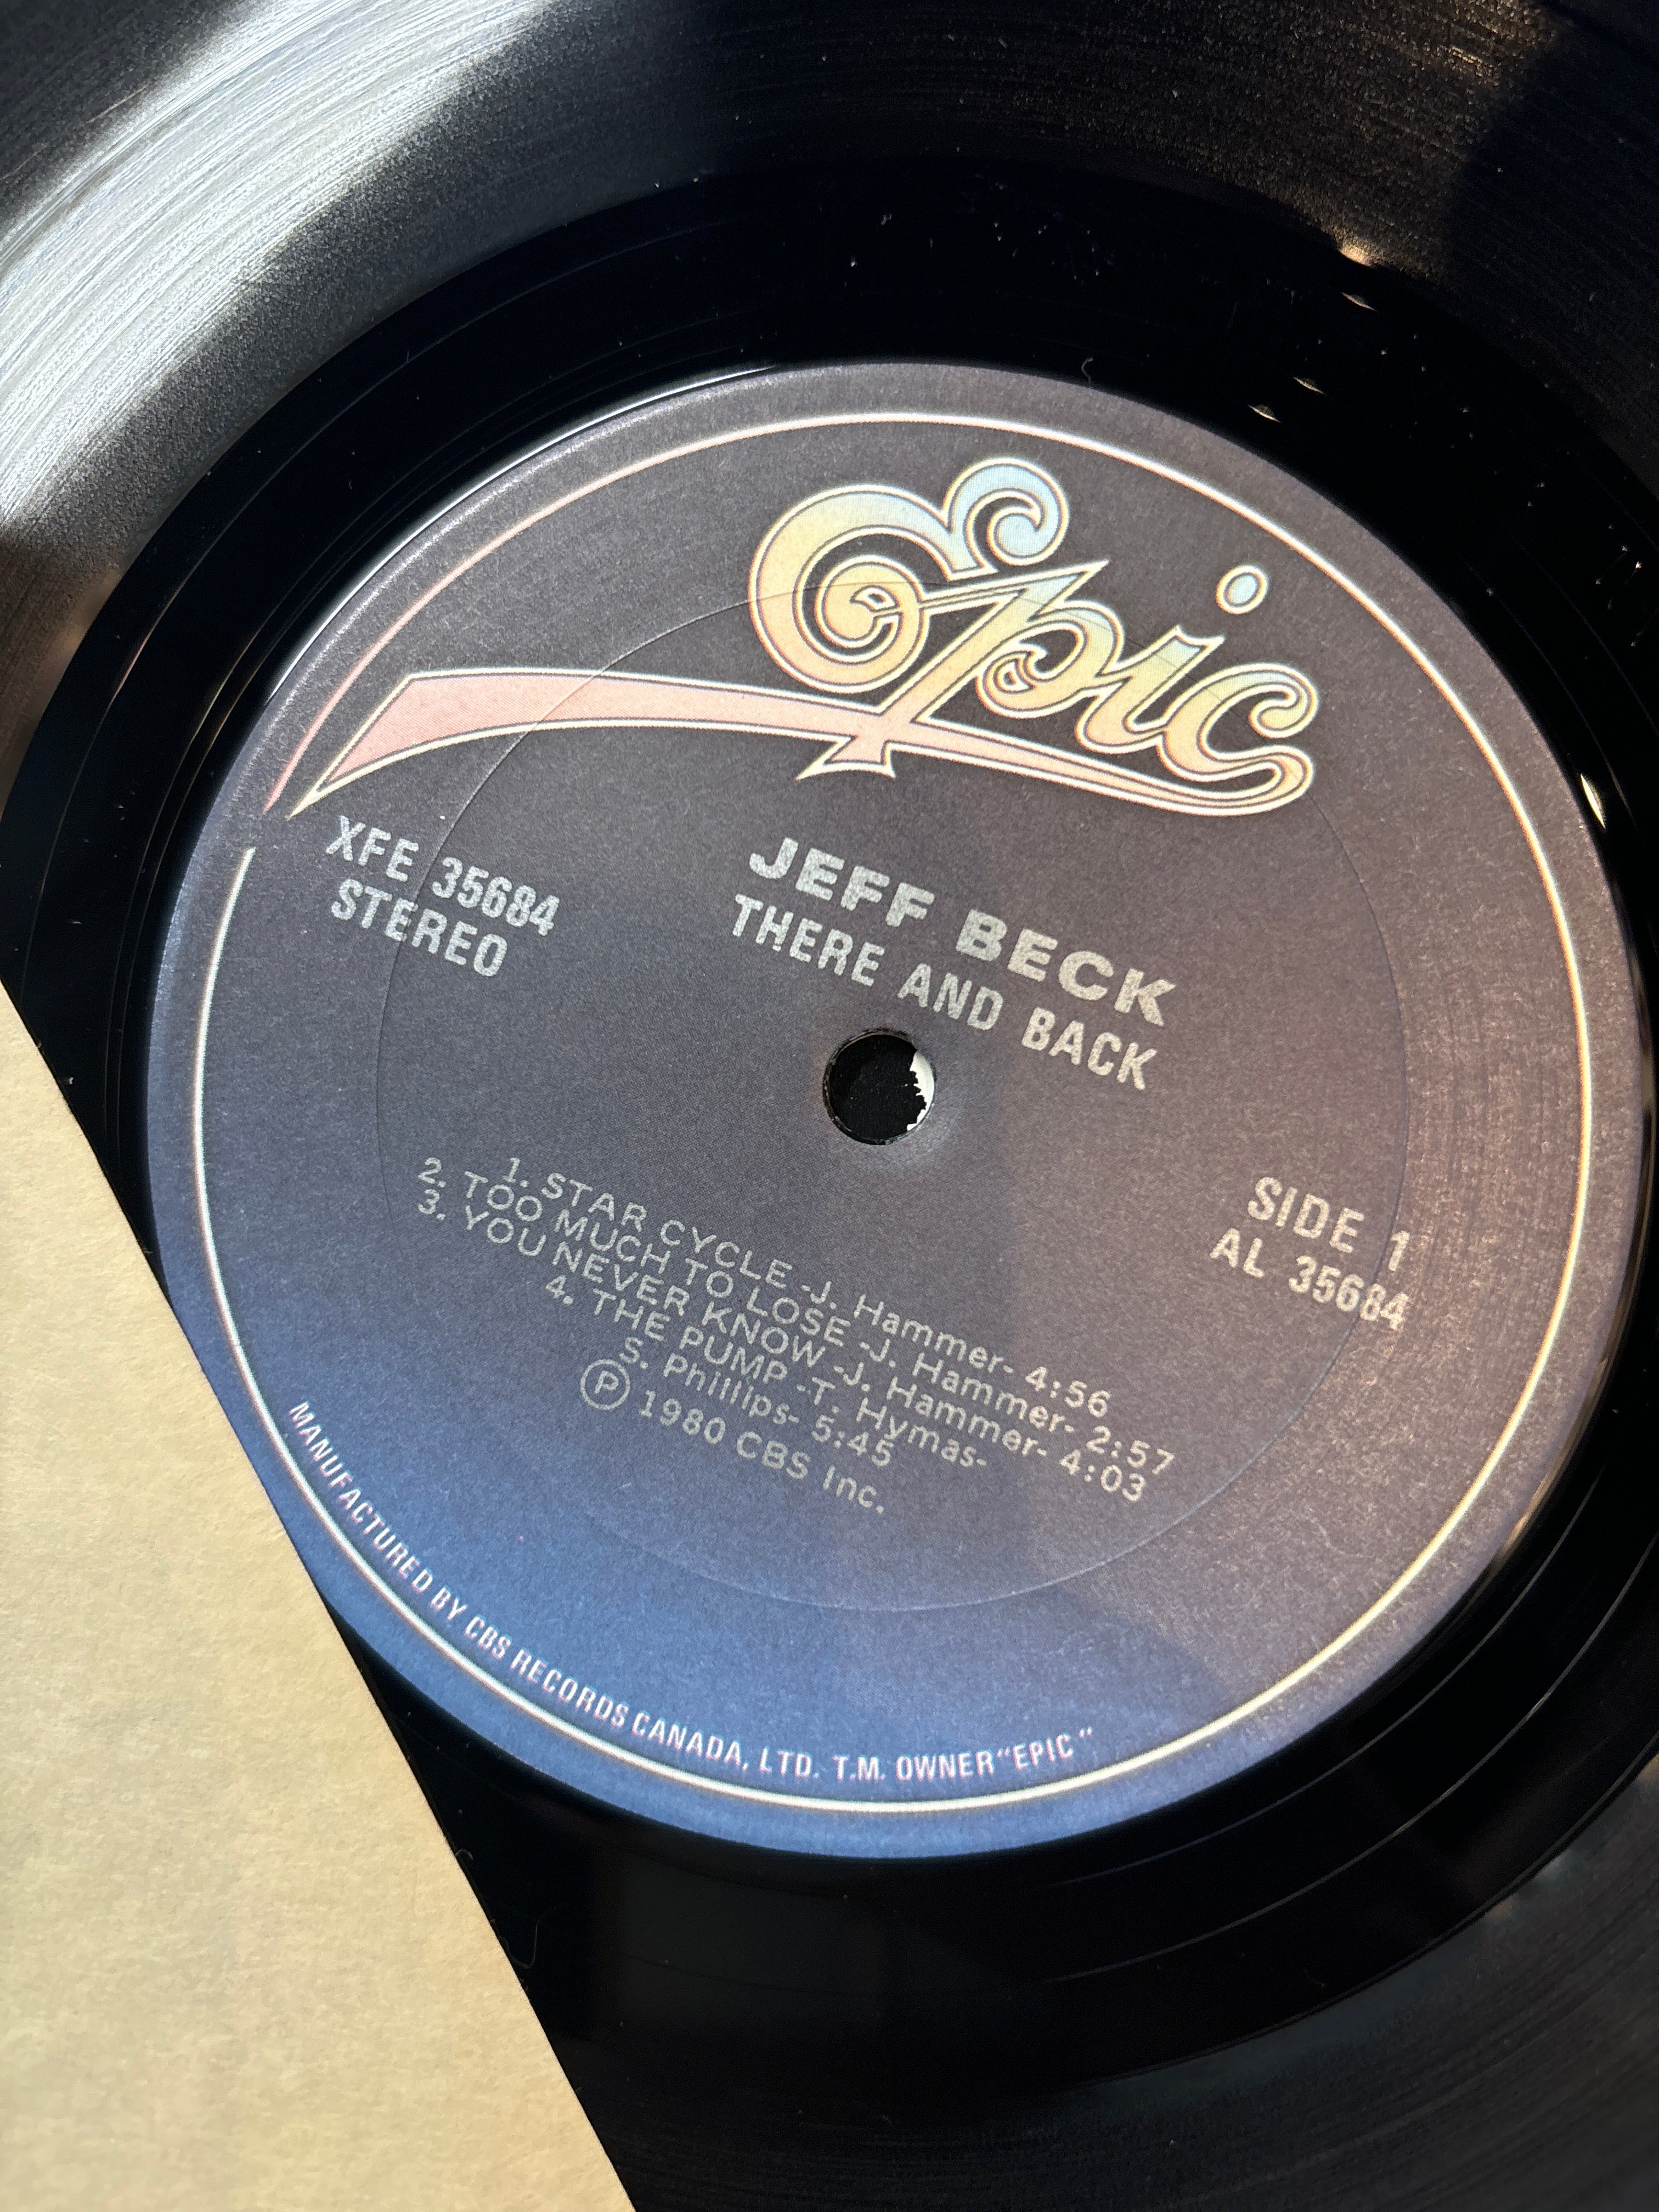 Epic
XFE 35684
STEREO
JEFF BECK
THERE AND BACK
SIDE 1
AL 35684
1. STAR CYCLE -J. Hammer- 4:56
2. TOO MUCH TO LOSE -J. Hammer- 2:57
3. YOU NEVER KNOW -J. Hammer- 4:03
4. THE PUMP -T. Hymas-
S. Phillips- 5:45
Ⓟ 1980 CBS Inc.
MANUFACTURED BY CBS RECORDS CANADA, LTD. T.M. OWNER "EPIC"